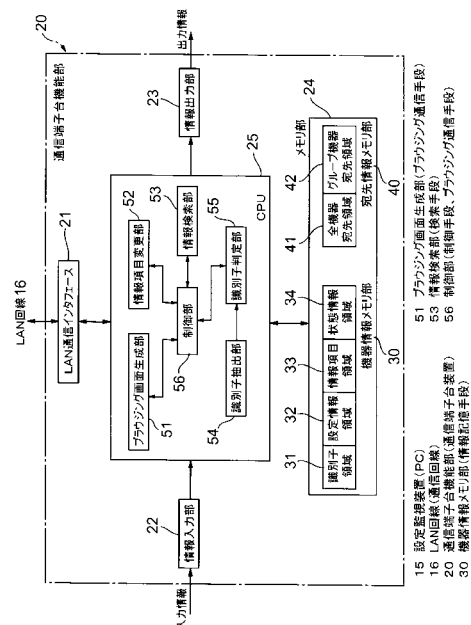 20
通信端子台機能部
LAN回線16
21
LAN通信インタフェース
入力情報
22
情報入力部
25
CPU
52
情報項目変更部
53
情報検索部
55
識別子判定部
ブラウジング画面生成部
51
制御部
56
識別子抽出部
54
23
情報出力部
出力情報
24
メモリ部
31
識別子領域
32
設定情報領域
33
情報項目領域
34
状態情報領域
機器情報メモリ部
30
41
全機器宛先領域
42
グループ機器宛先領域
宛先情報メモリ部
40
15 設定監視装置(PC)
16 LAN回線(通信回線)
20 通信端子台機能部(通信端子台装置)
30 機器情報メモリ部(情報記憶手段)
51 ブラウジング画面生成部(ブラウジング通信手段)
53 情報検索部(検索手段)
56 制御部(制御手段、ブラウジング通信手段)